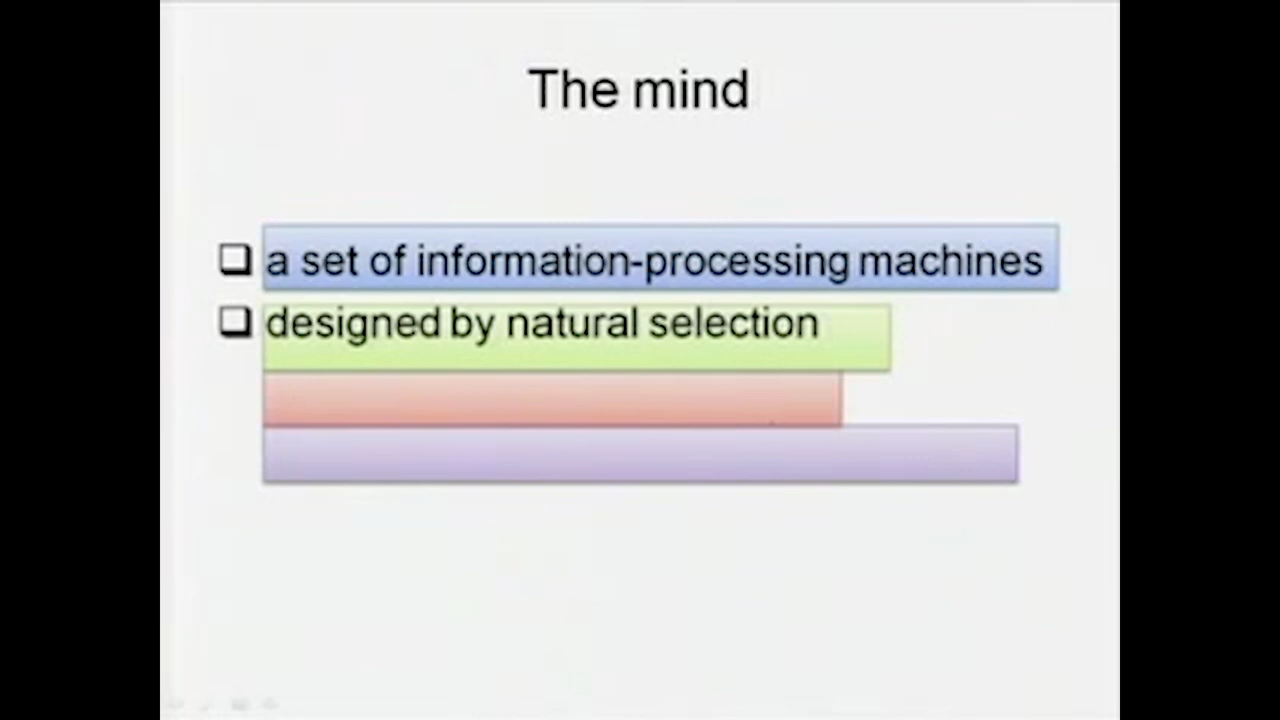 The mind
a set of information-processing machines
designed by natural selection